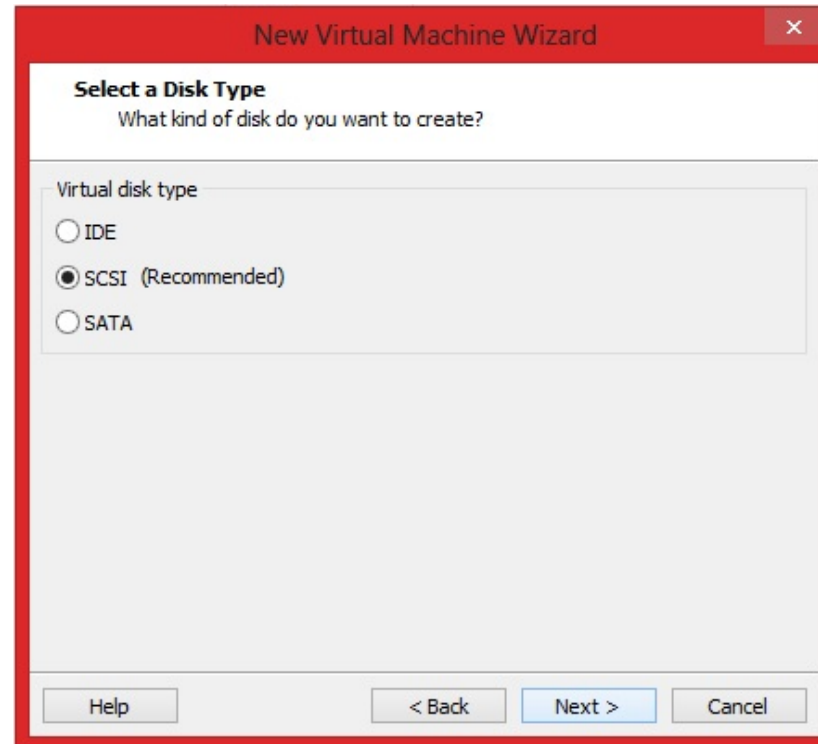 New Virtual Machine Wizard
Select a Disk Type
What kind of disk do you want to create?
Virtual disk type
IDE
SCSI (Recommended)
SATA
Help < Back Next > Cancel